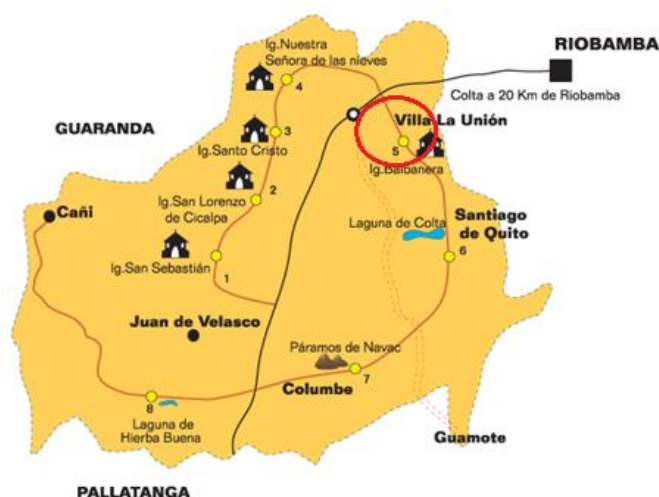 Ig.Nuestra
Señora de las nieves
4
RIOBAMBA
Colta a 20 Km de Riobamba
GUARANDA
3
Ig.Santo Cristo
Villa La Unión
5
Ig.Balbanera
2
Ig.San Lorenzo
de Cicalpa
Cañi
Laguna de Colta
Santiago
de Quito
6
Ig.San Sebastián
1
Juan de Velasco
Páramos de Navac
7
Columbe
8
Laguna de
Hierba Buena
Guamote
PALLATANGA